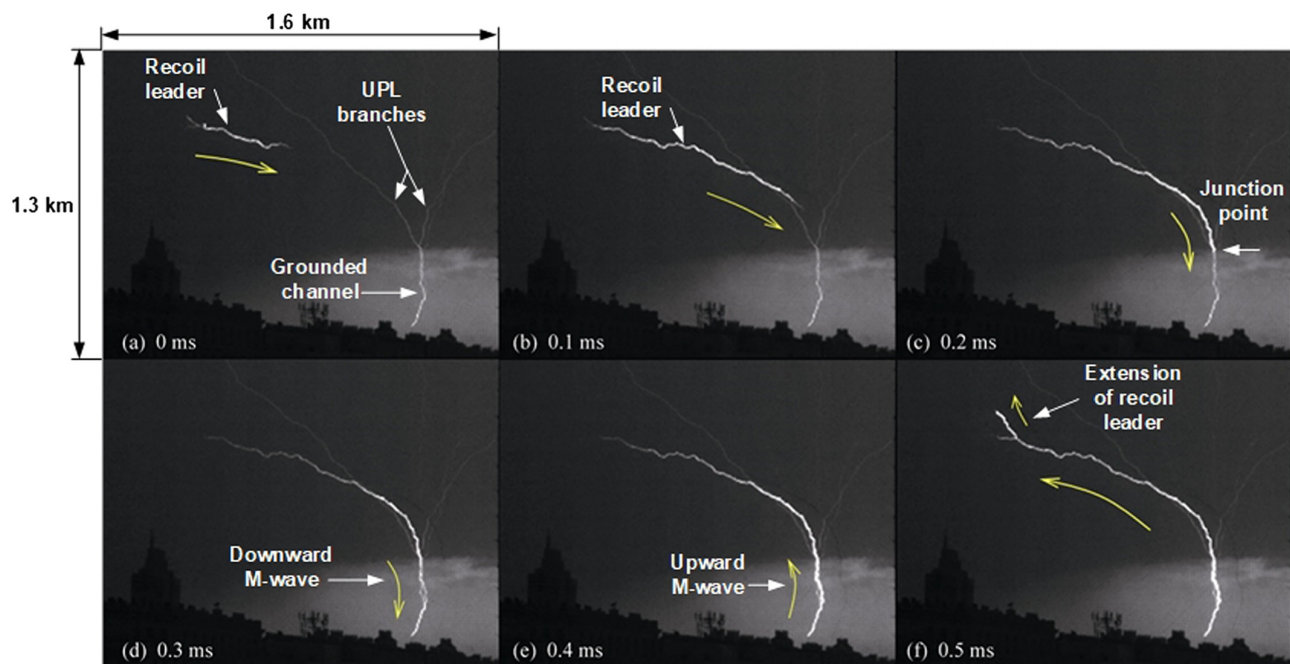 1.6 km
1.3 km
Recoil
leader
UPL
branches
Grounded
channel
(a) 0 ms
Recoil
leader
(b) 0.1 ms
Junction
point
(c) 0.2 ms
Downward
M-wave
(d) 0.3 ms
Upward
M-wave
(e) 0.4 ms
Extension
of recoil
leader
(f) 0.5 ms